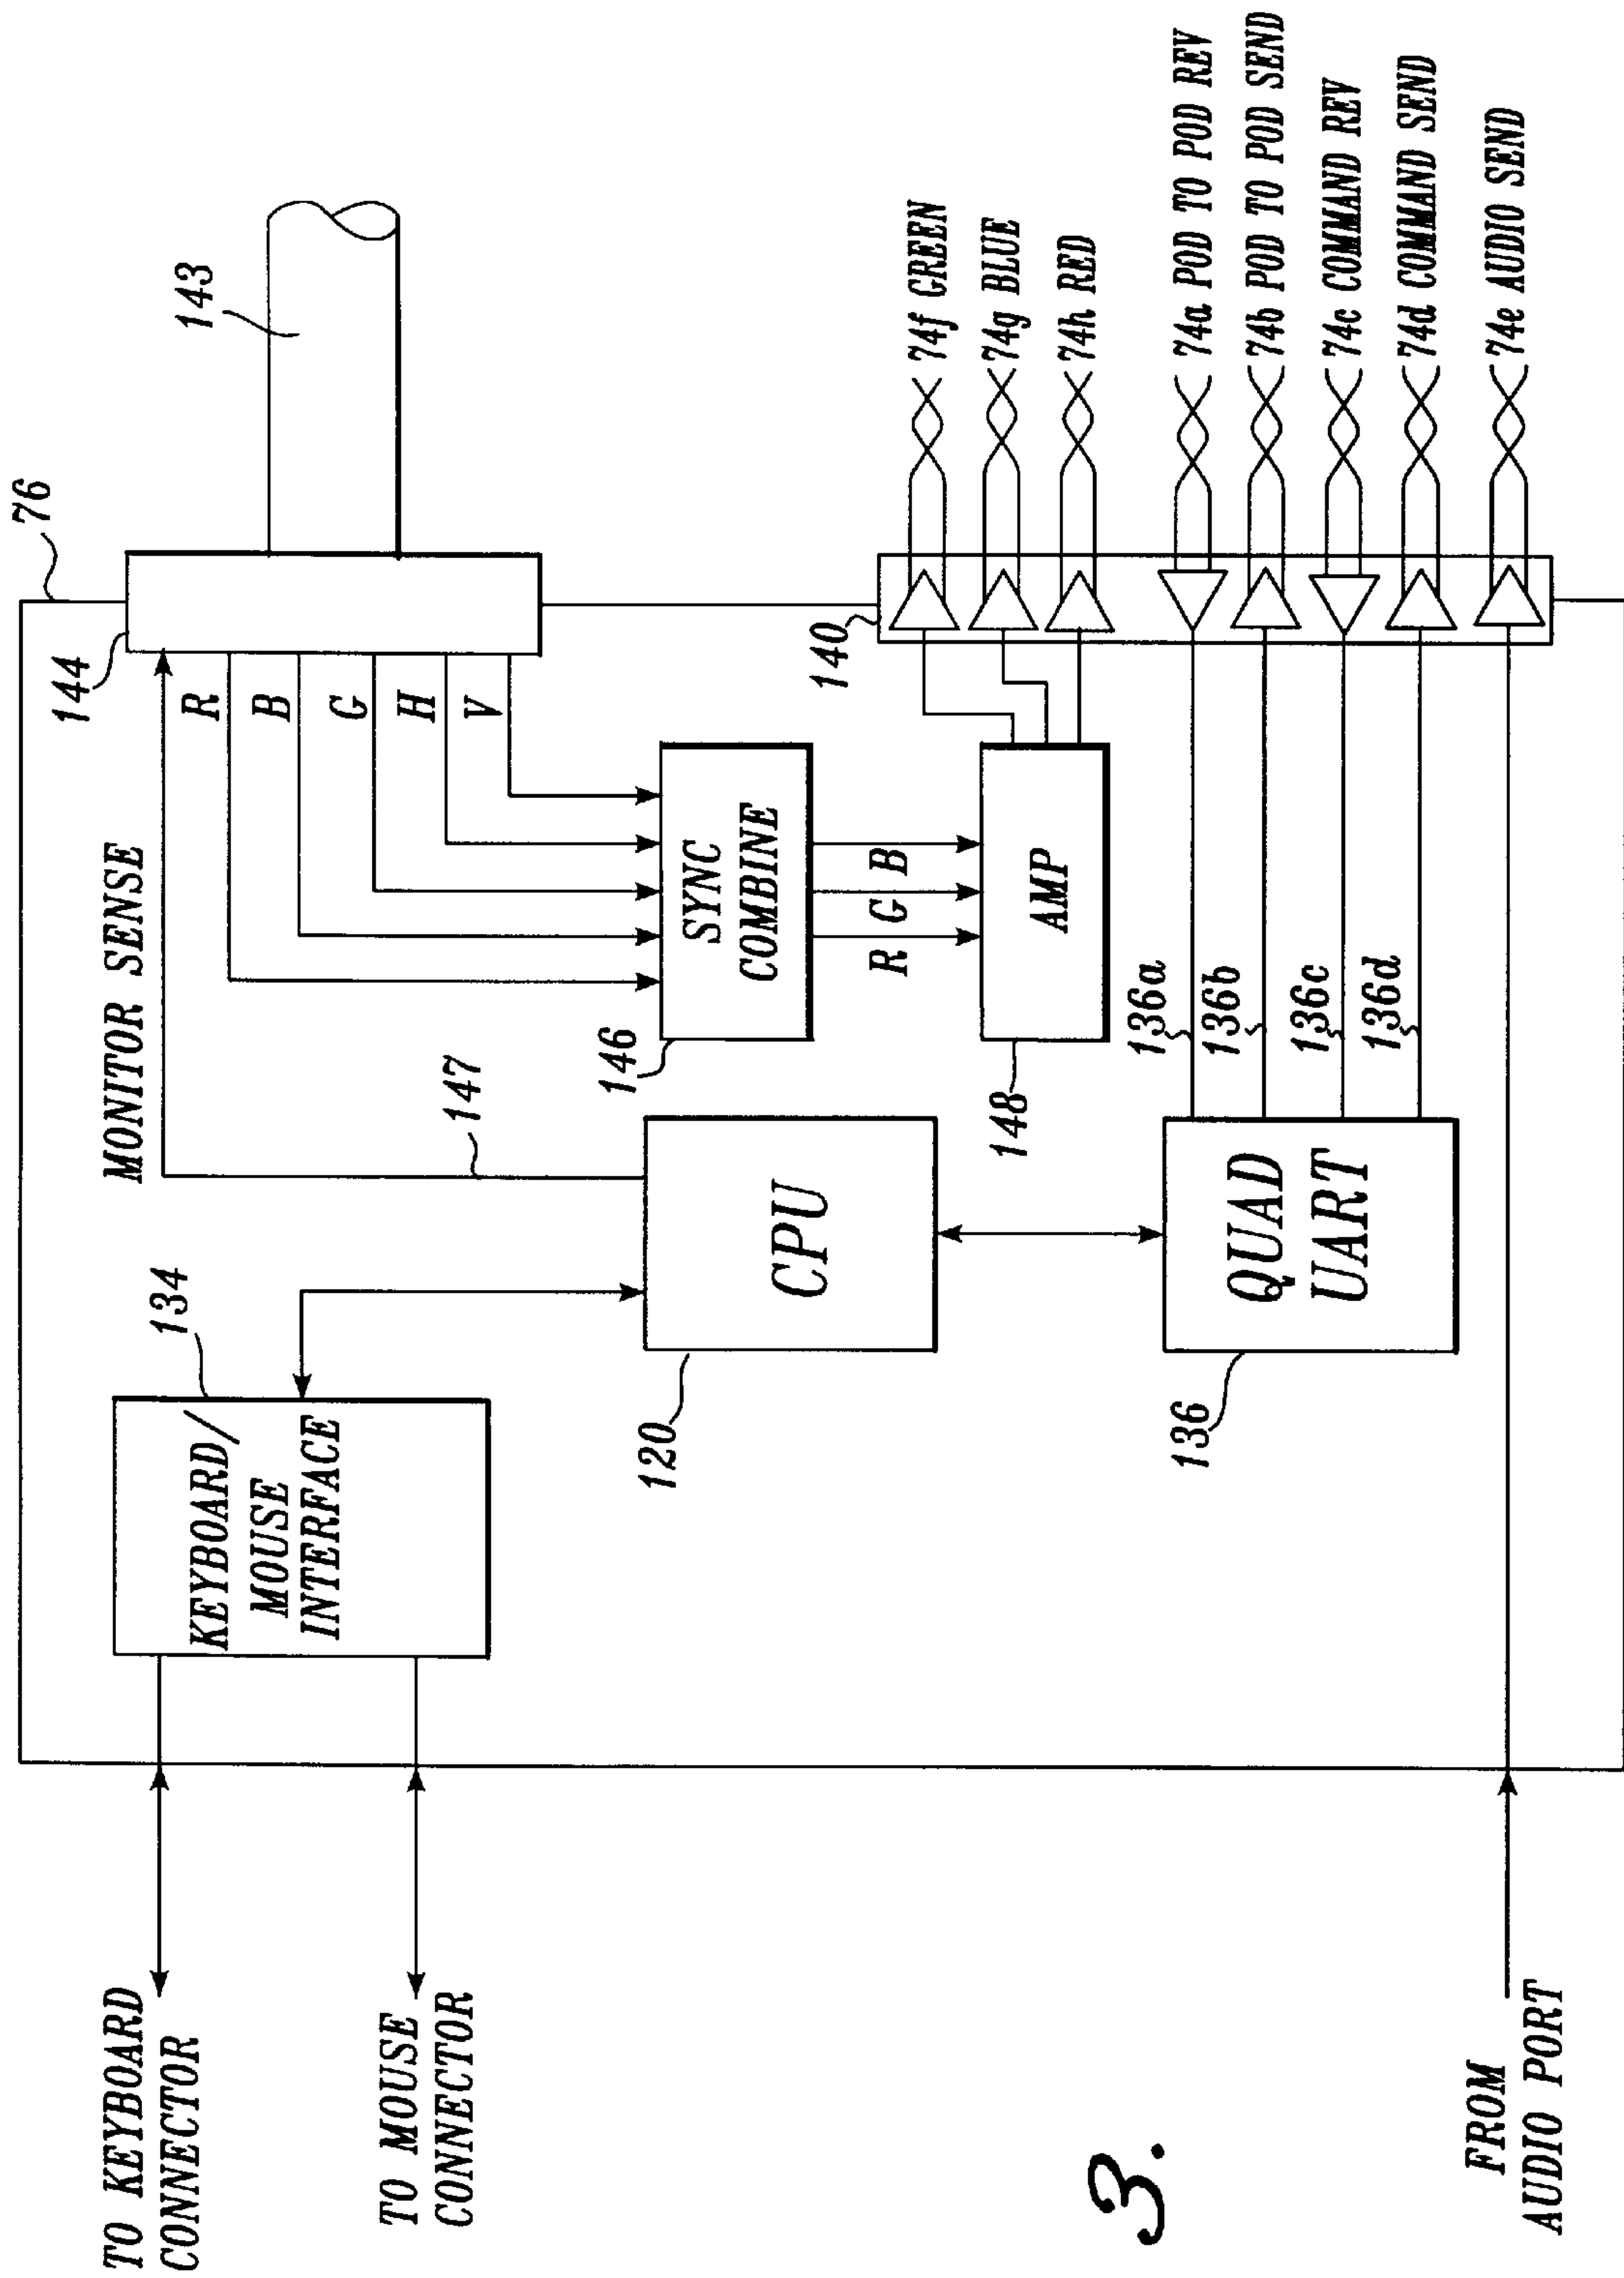 TO KEYBOARD
CONNECTOR
TO MOUSE
CONNECTOR
134
KEYBOARD/
MOUSE
INTERFACE
MONITOR SENSE
147
144
76
143
R
B
G
H
V
120
CPU
146
SYNC
COMBINE
R G B
148
AMP
140
74f GREEN
74g BLUE
74h RED
136
QUAD
UART
136a
136b
136c
136d
74a POD TO POD REV
74b POD TO POD SEND
74c COMMAND REV
74d COMMAND SEND
74e AUDIO SEND
FROM
AUDIO PORT
3.